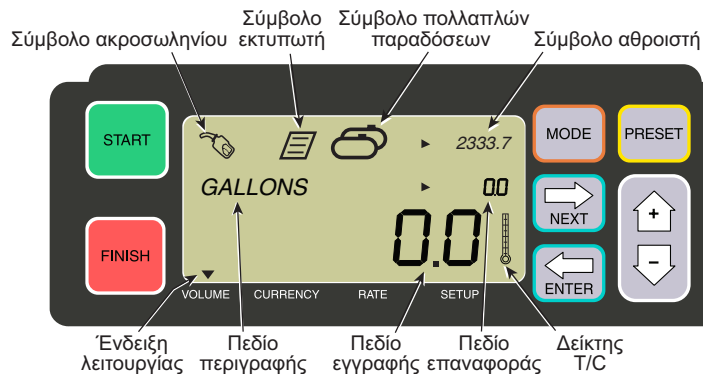 Σύμβολο ακροσωληνίου
Σύμβολο
εκτυπωτή
Σύμβολο πολλαπλών
παραδόσεων
Σύμβολο αθροιστή
START
2333.7
MODE
PRESET
GALLONS
0.0
NEXT
+
FINISH
0.0
ENTER
–
VOLUME CURRENCY RATE SETUP
Ένδειξη
λειτουργίας
Πεδίο
περιγραφής
Πεδίο
εγγραφής
Πεδίο
επαναφοράς
Δείκτης
T/C